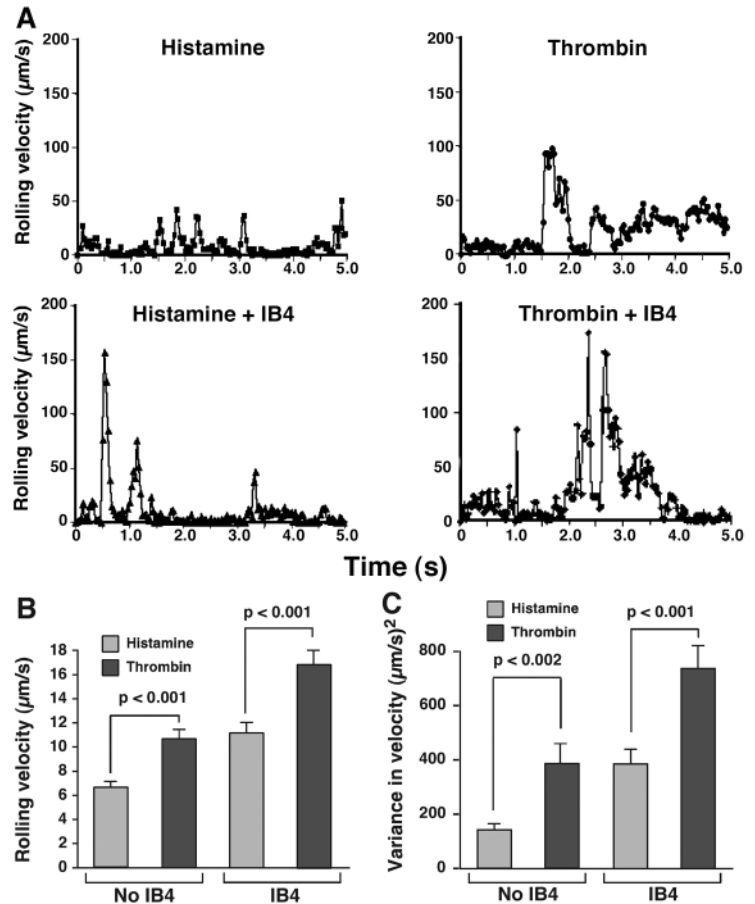 A
Histamine
Rolling velocity (µm/s)
200
150
100
50
0
0 1.0 2.0 3.0 4.0 5.0
Thrombin
200
150
100
50
0
0 1.0 2.0 3.0 4.0 5.0
Histamine + IB4
Rolling velocity (µm/s)
200
150
100
50
0
0 1.0 2.0 3.0 4.0 5.0
Thrombin + IB4
200
150
100
50
0
0 1.0 2.0 3.0 4.0 5.0
Time (s)
B
Histamine
Thrombin
p < 0.001
p < 0.001
Rolling velocity (µm/s)
18
16
14
12
10
8
6
4
2
0
No IB4
IB4
C
Histamine
Thrombin
p < 0.001
p < 0.002
Variance in velocity (µm/s)²
800
600
400
200
0
No IB4
IB4